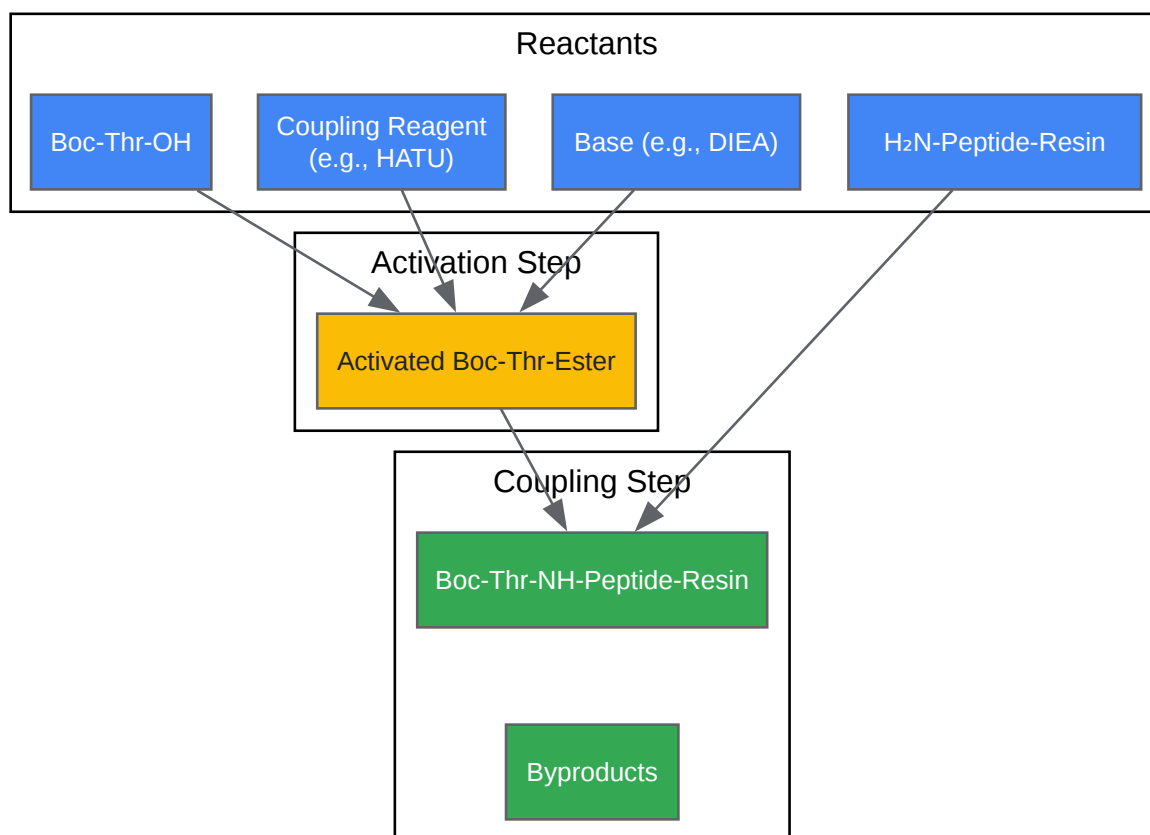 Reactants
Boc-Thr-OH
Coupling Reagent
(e.g., HATU)
Base (e.g., DIEA)
H₂N-Peptide-Resin
Activation Step
Activated Boc-Thr-Ester
Coupling Step
Boc-Thr-NH-Peptide-Resin
Byproducts